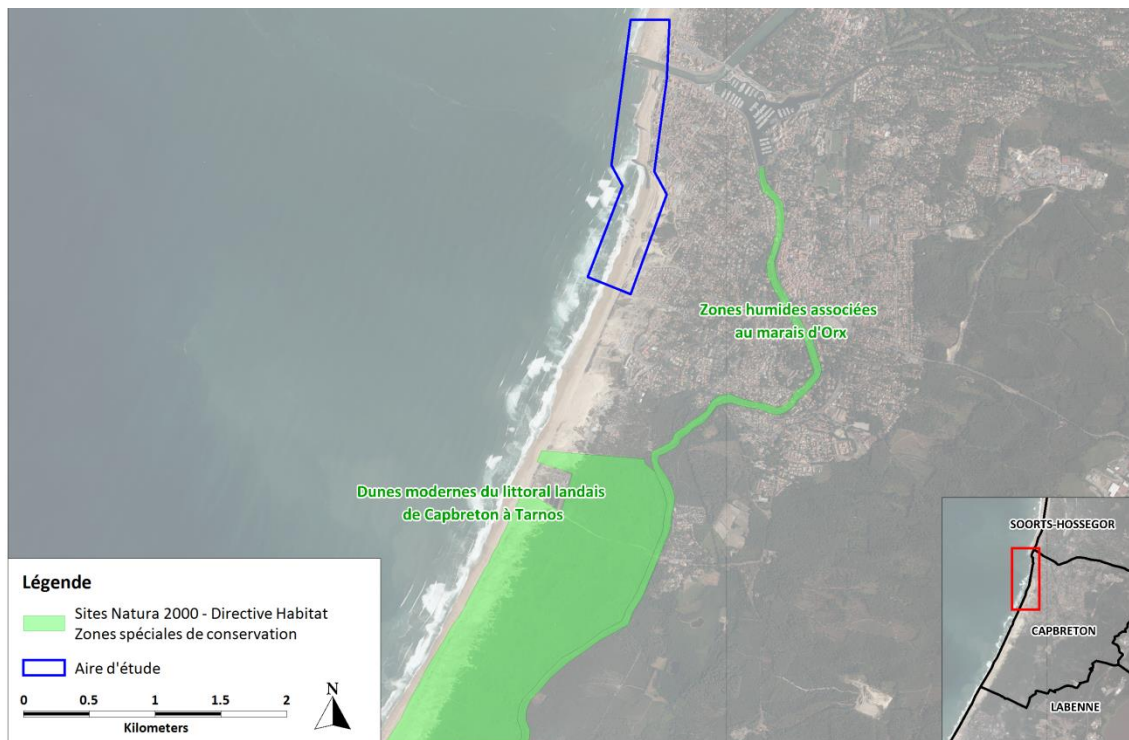 Zones humides associées
au marais d'Orx
Dunes modernes du littoral landais
de Capbreton à Tarnos
Légende
Sites Natura 2000 - Directive Habitat
Zones spéciales de conservation
Aire d'étude
0 0.5 1 1.5 2
Kilometers
N
SOORTS-HOSSEGOR
CAPBRETON
LABENNE